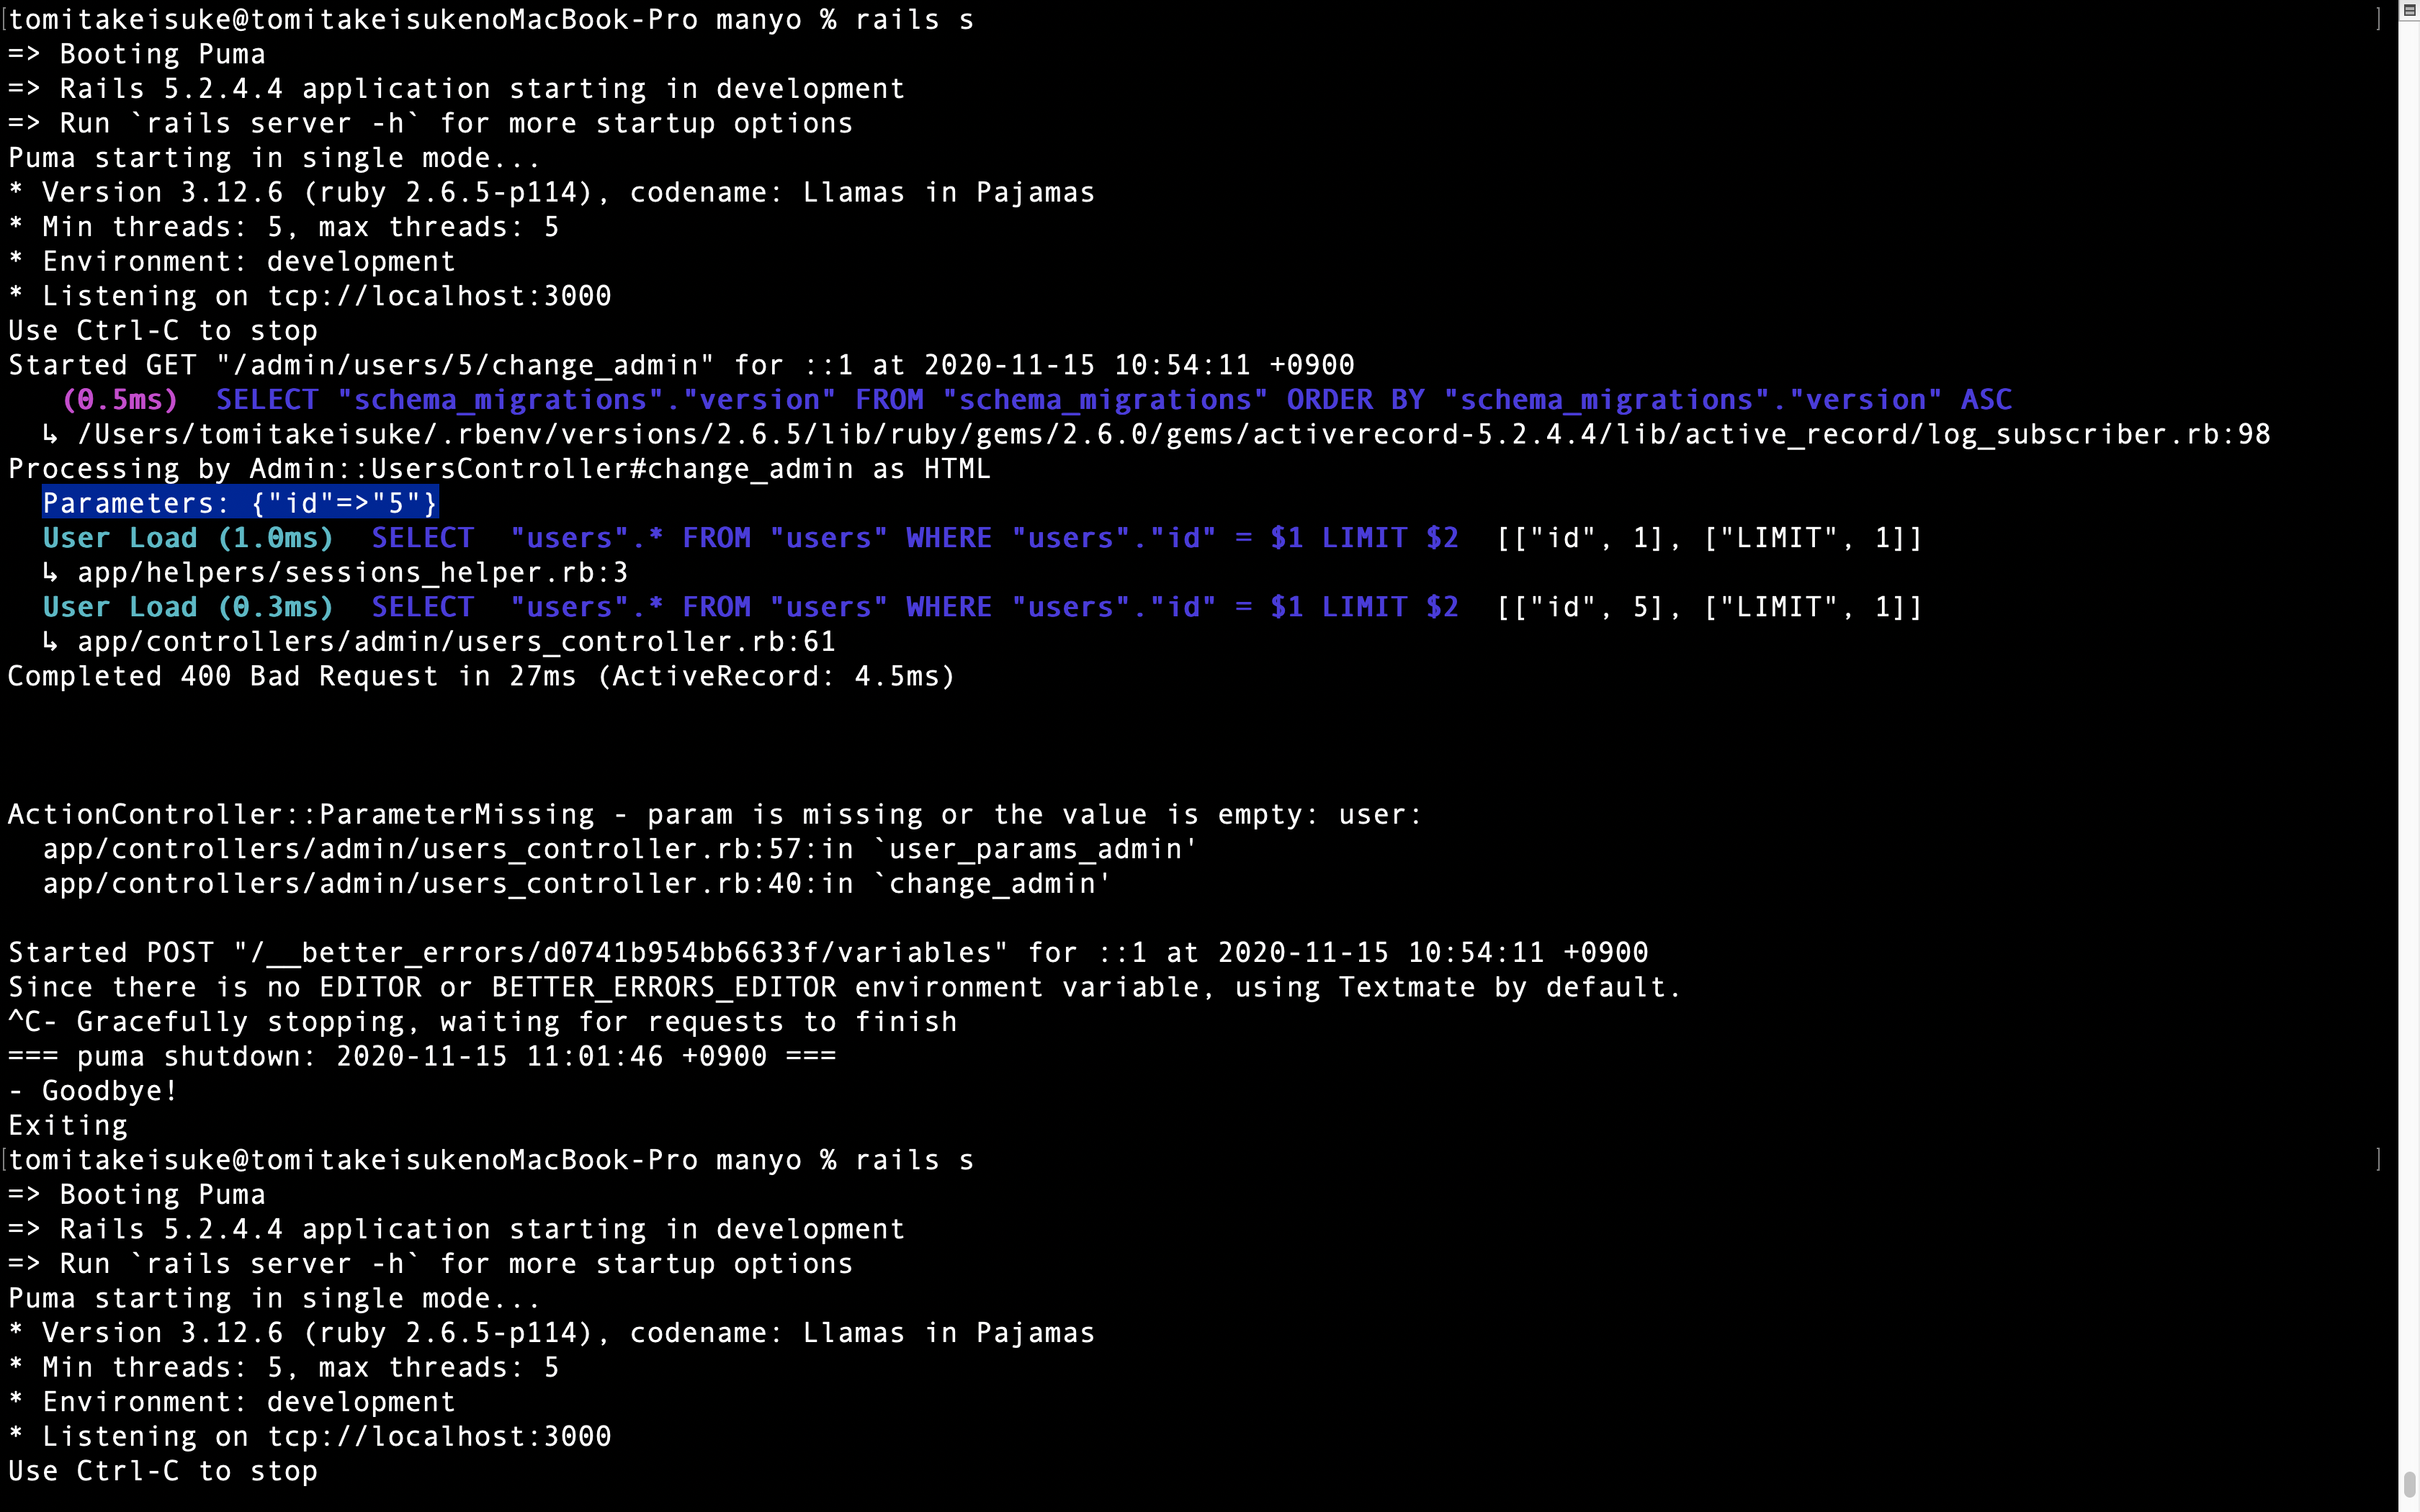 [tomitakeisuke@tomitakeisukenoMacBook-Pro manyo % rails s ]
=> Booting Puma
=> Rails 5.2.4.4 application starting in development
=> Run `rails server -h` for more startup options
Puma starting in single mode...
* Version 3.12.6 (ruby 2.6.5-p114), codename: Llamas in Pajamas
* Min threads: 5, max threads: 5
* Environment: development
* Listening on tcp://localhost:3000
Use Ctrl-C to stop
Started GET "/admin/users/5/change_admin" for ::1 at 2020-11-15 10:54:11 +0900
(0.5ms) SELECT "schema_migrations"."version" FROM "schema_migrations" ORDER BY "schema_migrations"."version" ASC
↳ /Users/tomitakeisuke/.rbenv/versions/2.6.5/lib/ruby/gems/2.6.0/gems/activerecord-5.2.4.4/lib/active_record/log_subscriber.rb:98
Processing by Admin::UsersController#change_admin as HTML
Parameters: {"id"=>"5"}
User Load (1.0ms) SELECT "users".* FROM "users" WHERE "users"."id" = $1 LIMIT $2 [["id", 1], ["LIMIT", 1]]
↳ app/helpers/sessions_helper.rb:3
User Load (0.3ms) SELECT "users".* FROM "users" WHERE "users"."id" = $1 LIMIT $2 [["id", 5], ["LIMIT", 1]]
↳ app/controllers/admin/users_controller.rb:61
Completed 400 Bad Request in 27ms (ActiveRecord: 4.5ms)
ActionController::ParameterMissing - param is missing or the value is empty: user:
app/controllers/admin/users_controller.rb:57:in `user_params_admin'
app/controllers/admin/users_controller.rb:40:in `change_admin'
Started POST "/__better_errors/d0741b954bb6633f/variables" for ::1 at 2020-11-15 10:54:11 +0900
Since there is no EDITOR or BETTER_ERRORS_EDITOR environment variable, using Textmate by default.
^C- Gracefully stopping, waiting for requests to finish
=== puma shutdown: 2020-11-15 11:01:46 +0900 ===
- Goodbye!
Exiting
[tomitakeisuke@tomitakeisukenoMacBook-Pro manyo % rails s ]
=> Booting Puma
=> Rails 5.2.4.4 application starting in development
=> Run `rails server -h` for more startup options
Puma starting in single mode...
* Version 3.12.6 (ruby 2.6.5-p114), codename: Llamas in Pajamas
* Min threads: 5, max threads: 5
* Environment: development
* Listening on tcp://localhost:3000
Use Ctrl-C to stop